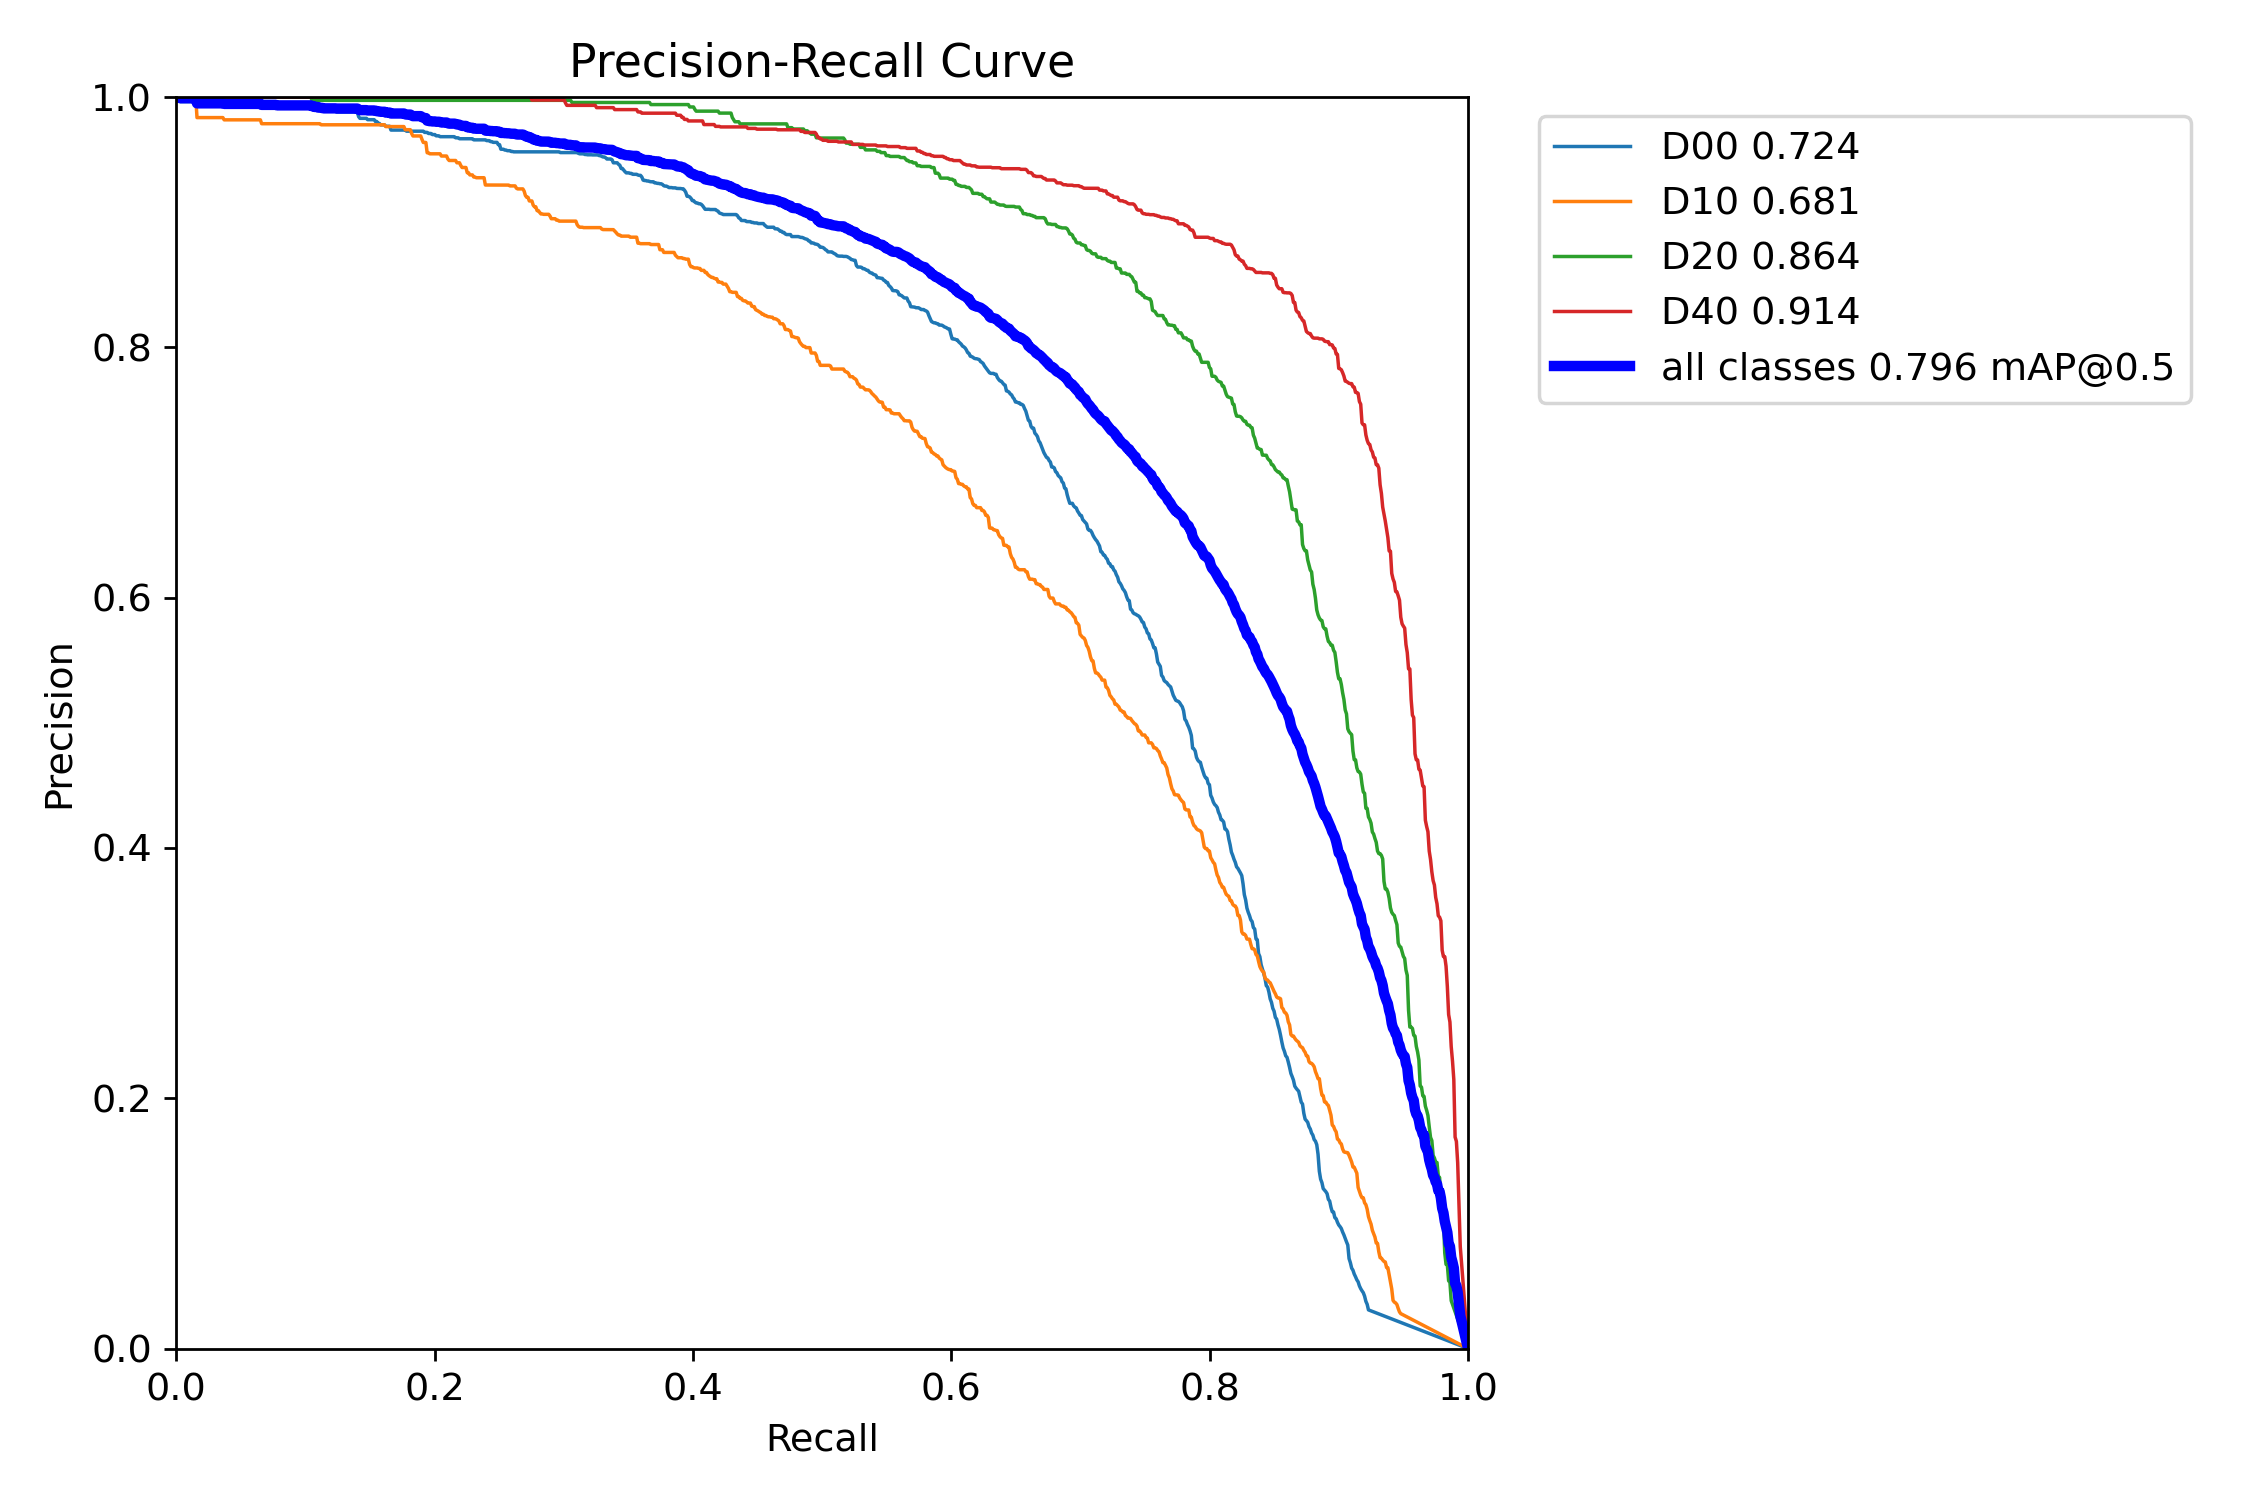 Precision-Recall Curve
1.0
0.8
0.6
0.4
0.2
0.0
Precision
0.0 0.2 0.4 0.6 0.8 1.0
Recall
D00 0.724
D10 0.681
D20 0.864
D40 0.914
all classes 0.796 mAP@0.5